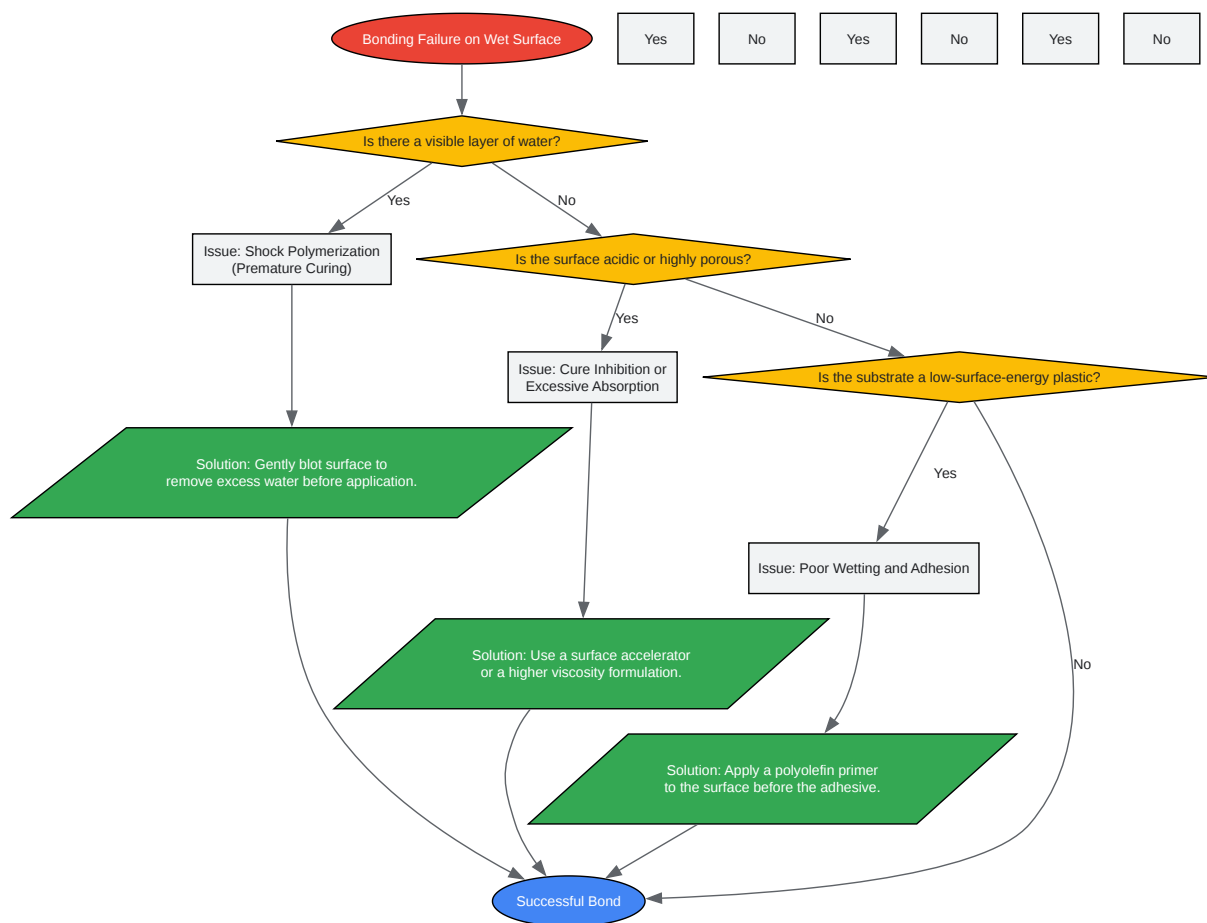 Bonding Failure on Wet Surface
Yes
No
Yes
No
Yes
No
Is there a visible layer of water?
Yes
No
Issue: Shock Polymerization
(Premature Curing)
Is the surface acidic or highly porous?
Yes
No
Issue: Cure Inhibition or
Excessive Absorption
Is the substrate a low-surface-energy plastic?
Solution: Gently blot surface to
remove excess water before application.
Yes
Issue: Poor Wetting and Adhesion
Solution: Use a surface accelerator
or a higher viscosity formulation.
No
Solution: Apply a polyolefin primer
to the surface before the adhesive.
Successful Bond